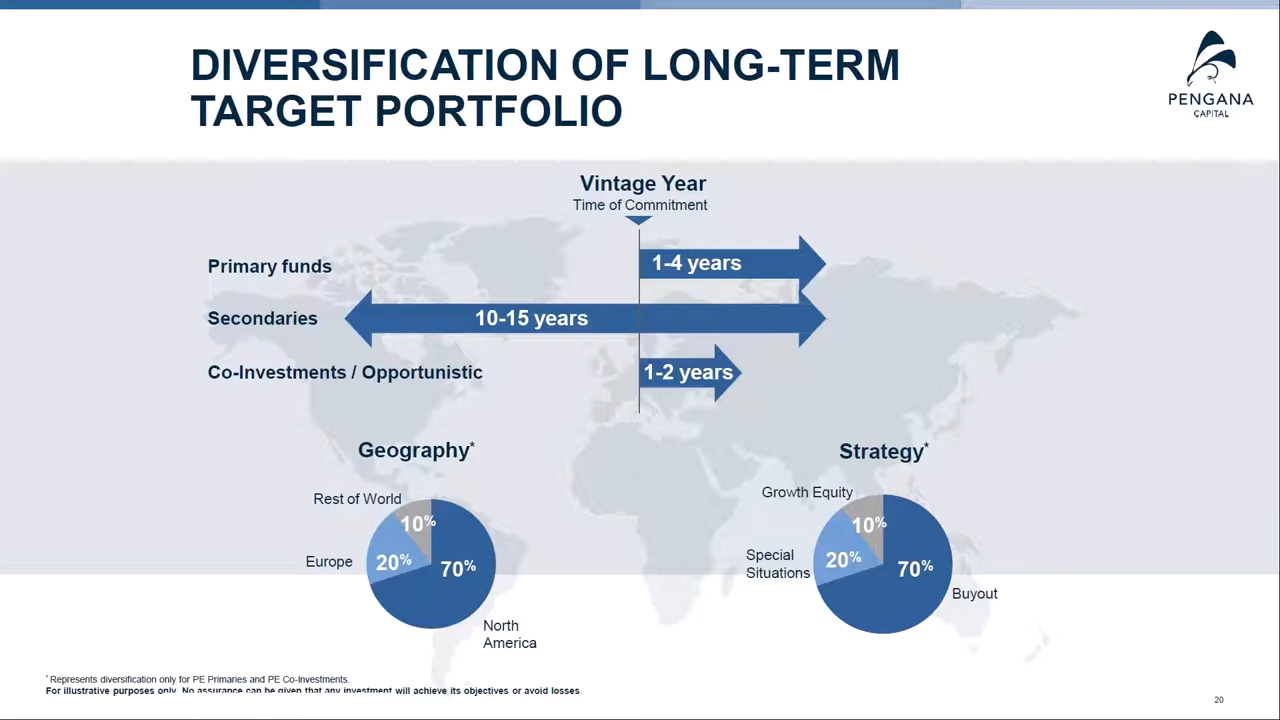 DIVERSIFICATION OF LONG-TERM
TARGET PORTFOLIO
PENGANA
CAPITAL
Vintage Year
Time of Commitment
Primary funds
1-4 years
Secondaries
10-15 years
Co-Investments / Opportunistic
1-2 years
Geography*
Rest of World
10%
Europe
20%
70%
North
America
Strategy*
Growth Equity
10%
Special
Situations
20%
70%
Buyout
* Represents diversification only for PE Primaries and PE Co-Investments.
For illustrative purposes only. No assurance can be given that any investment will achieve its objectives or avoid losses.
20